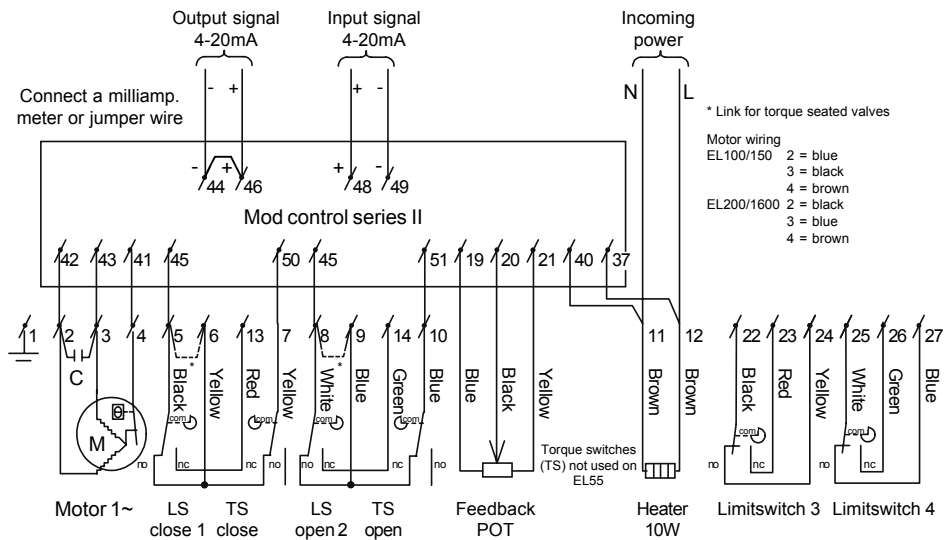 Output signal
4-20mA
Input signal
4-20mA
Incoming
power
- +
+ -
N L
Connect a milliamp.
meter or jumper wire
* Link for torque seated valves
Motor wiring
EL100/150 2 = blue
3 = black
4 = brown
EL200/1600 2 = black
3 = blue
4 = brown
- 44 + 46 + 48 - 49
Mod control series II
42 43 41 45 50 45 51 19 20 21 40 37
1 2 3 4 5 6 13 7 8 9 14 10 11 12 22 23 24 25 26 27
* *
C
Black Yellow Red Yellow White Blue Green Blue Blue Black Yellow Brown Brown Black Red Yellow White Green Blue
θ
M
com com com com com com
no nc nc no no nc nc no no nc no nc
Torque switches
(TS) not used on
EL55
Motor 1~
LS
close 1
TS
close
LS
open 2
TS
open
Feedback
POT
Heater
10W
Limitswitch 3
Limitswitch 4